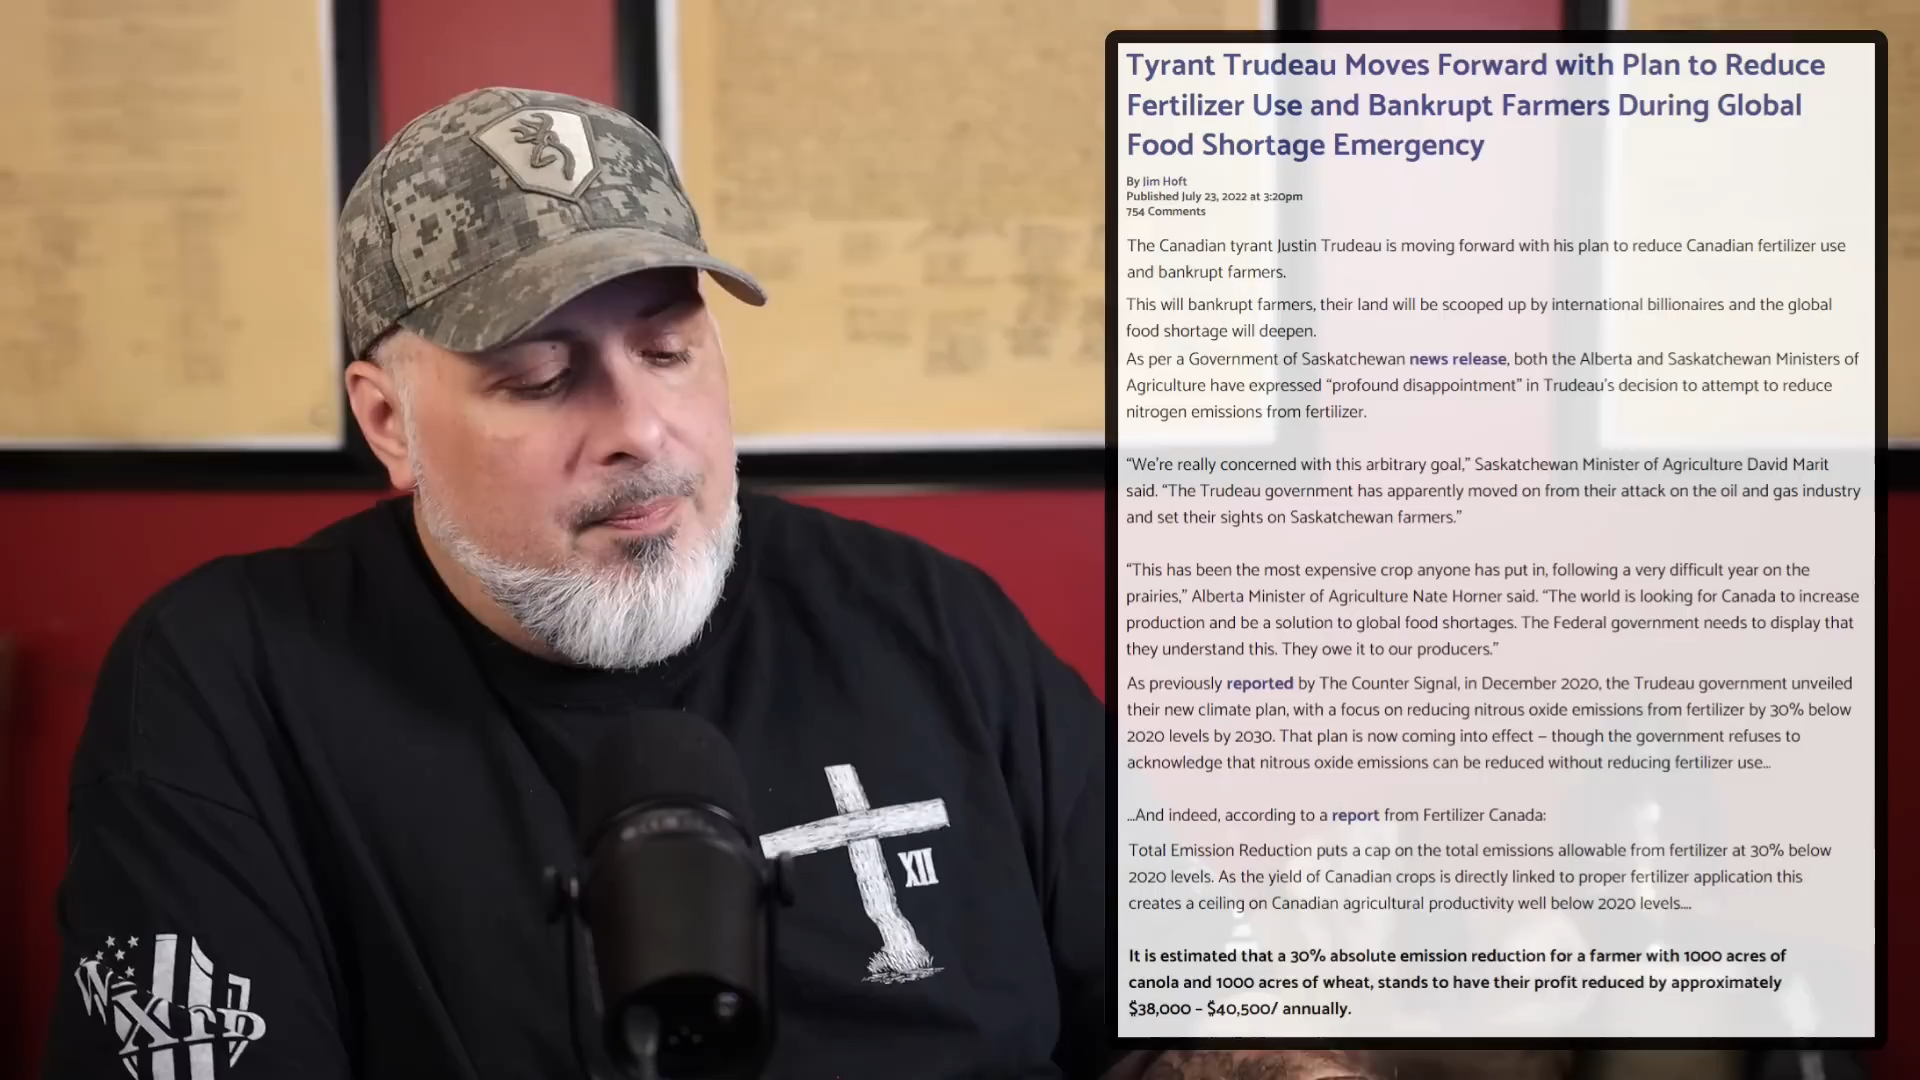 Tyrant Trudeau Moves Forward with Plan to Reduce
Fertilizer Use and Bankrupt Farmers During Global
Food Shortage Emergency
By Jim Hoft
Published July 23, 2022 at 3:20pm
754 Comments
The Canadian tyrant Justin Trudeau is moving forward with his plan to reduce Canadian fertilizer use
and bankrupt farmers.
This will bankrupt farmers, their land will be scooped up by international billionaires and the global
food shortage will deepen.
As per a Government of Saskatchewan news release, both the Alberta and Saskatchewan Ministers of
Agriculture have expressed “profound disappointment” in Trudeau's decision to attempt to reduce
nitrogen emissions from fertilizer.
“We're really concerned with this arbitrary goal,” Saskatchewan Minister of Agriculture David Marit
said. “The Trudeau government has apparently moved on from their attack on the oil and gas industry
and set their sights on Saskatchewan farmers.”
“This has been the most expensive crop anyone has put in, following a very difficult year on the
prairies,” Alberta Minister of Agriculture Nate Horner said. “The world is looking for Canada to increase
production and be a solution to global food shortages. The Federal government needs to display that
they understand this. They owe it to our producers.”
As previously reported by The Counter Signal, in December 2020, the Trudeau government unveiled
their new climate plan, with a focus on reducing nitrous oxide emissions from fertilizer by 30% below
2020 levels by 2030. That plan is now coming into effect – though the government refuses to
acknowledge that nitrous oxide emissions can be reduced without reducing fertilizer use…
…And indeed, according to a report from Fertilizer Canada:
Total Emission Reduction puts a cap on the total emissions allowable from fertilizer at 30% below
2020 levels. As the yield of Canadian crops is directly linked to proper fertilizer application this
creates a ceiling on Canadian agricultural productivity well below 2020 levels….
It is estimated that a 30% absolute emission reduction for a farmer with 1000 acres of
canola and 1000 acres of wheat, stands to have their profit reduced by approximately
$38,000 – $40,500/ annually.
XII